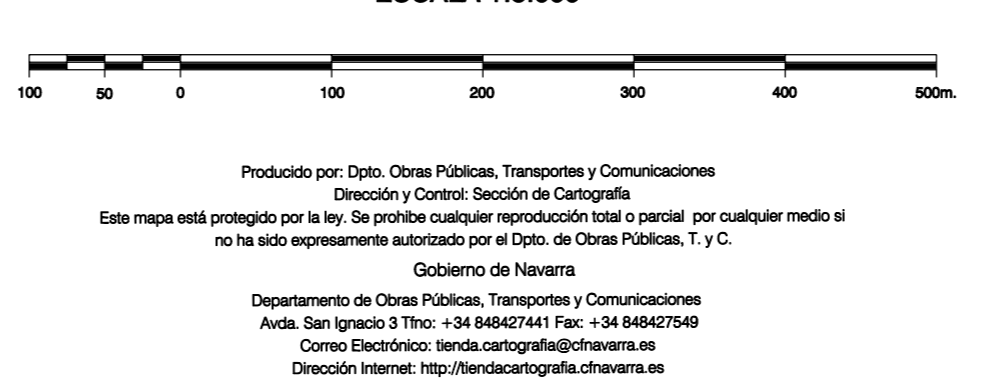 100 50 0 100 200 300 400 500m.
Producido por: Dpto. Obras Públicas, Transportes y Comunicaciones
Dirección y Control: Sección de Cartografía
Este mapa está protegido por la ley. Se prohibe cualquier reproducción total o parcial por cualquier medio si
no ha sido expresamente autorizado por el Dpto. de Obras Públicas, T. y C.
Gobierno de Navarra
Departamento de Obras Públicas, Transportes y Comunicaciones
Avda. San Ignacio 3 Tfno: +34 848427441 Fax: +34 848427549
Correo Electrónico: tienda.cartografia@cfnavarra.es
Dirección Internet: http://tiendacartografia.cfnavarra.es